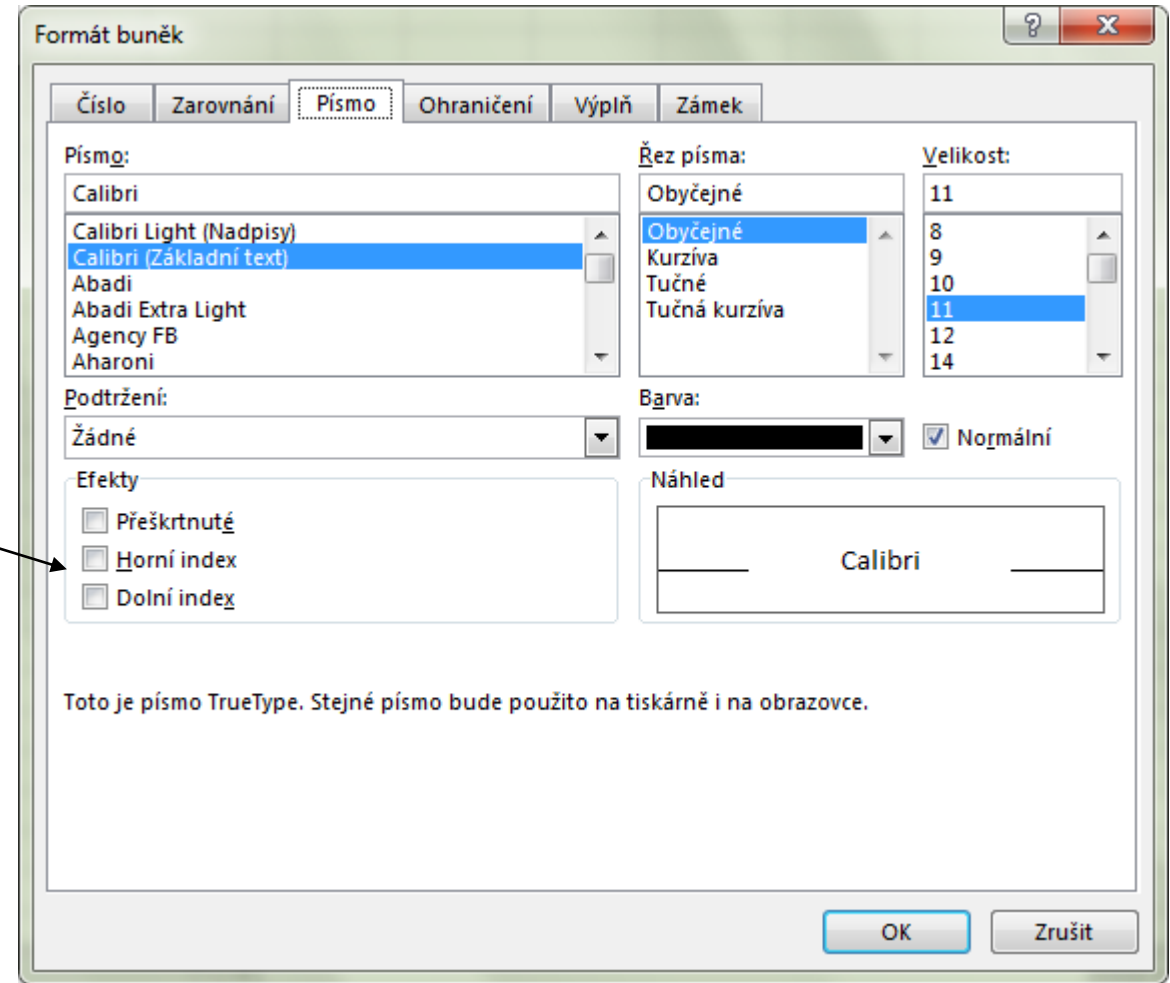 Formát buněk
Číslo Zarovnání Písmo Ohraničení Výplň Zámek
Písmo: Řez písma: Velikost:
Calibri Obyčejné 11
Calibri Light (Nadpisy) Obyčejné 8
Calibri (Základní text) Kurzíva 9
Abadi Tučné 10
Abadi Extra Light Tučná kurzíva 11
Agency FB 12
Aharoni 14
Podtržení: Barva:
Žádné Normální
Efekty Náhled
Přeškrtnuté
Horní index Calibri
Dolní index
Toto je písmo TrueType. Stejné písmo bude použito na tiskárně i na obrazovce.
OK Zrušit